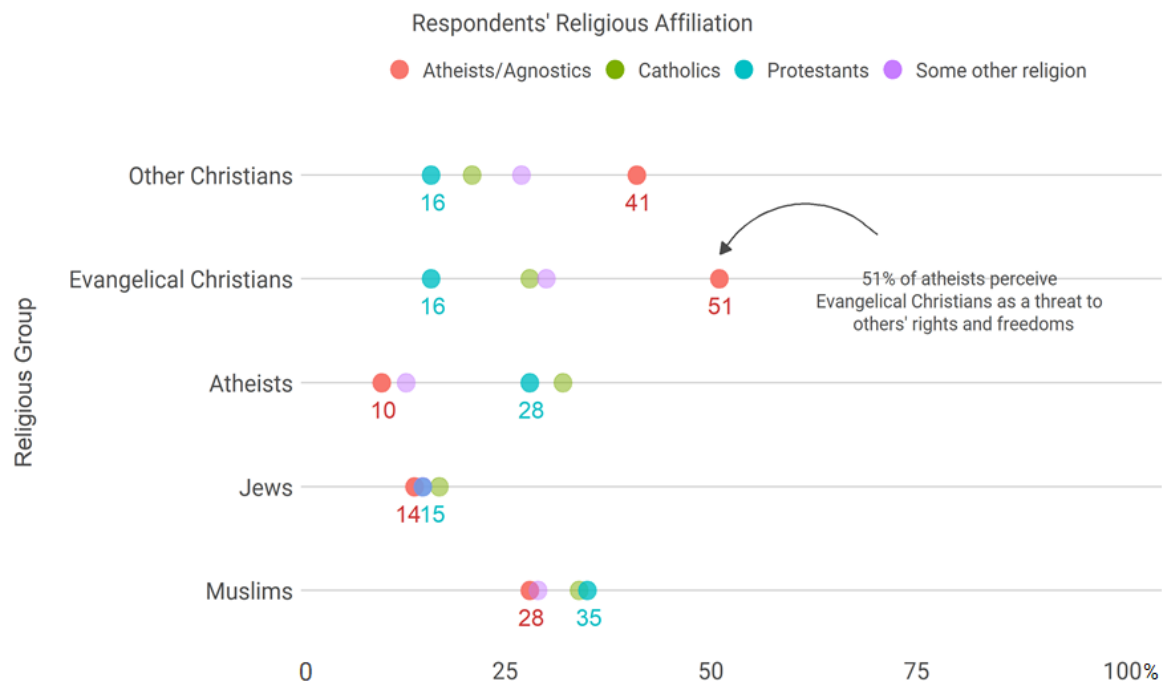 Respondents' Religious Affiliation
Atheists/Agnostics Catholics Protestants Some other religion
Other Christians
16 41
Evangelical Christians
16 51
51% of atheists perceive
Evangelical Christians as a threat to
others' rights and freedoms
Religious Group
Atheists
10 28
Jews
14 15
Muslims
28 35
0 25 50 75 100%